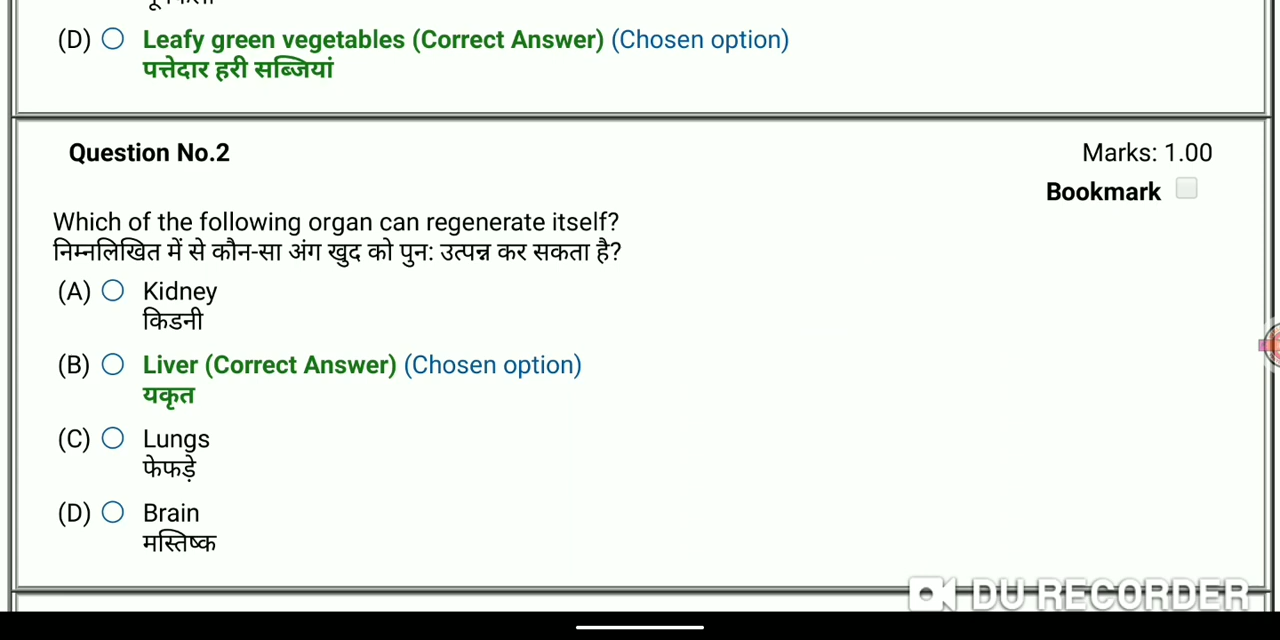 (D) Leafy green vegetables (Correct Answer) (Chosen option)
पत्तेदार हरी सब्जियां
Question No.2
Marks: 1.00
Bookmark
Which of the following organ can regenerate itself?
निम्नलिखित में से कौन-सा अंग खुद को पुन: उत्पन्न कर सकता है?
(A) Kidney
किडनी
(B) Liver (Correct Answer) (Chosen option)
यकृत
(C) Lungs
फेफड़े
(D) Brain
मस्तिष्क
DU RECORDER